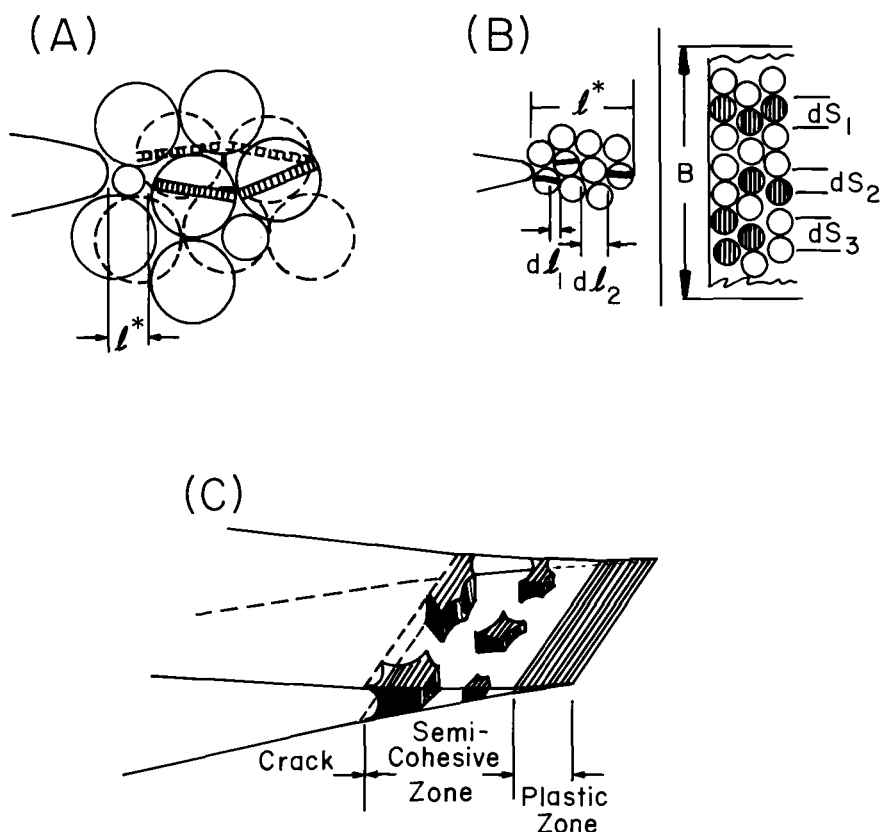 (A)
(B)
l*
l*
dl1
dl2
B
dS1
dS2
dS3
(C)
Crack
Semi-
Cohesive
Zone
Plastic
Zone